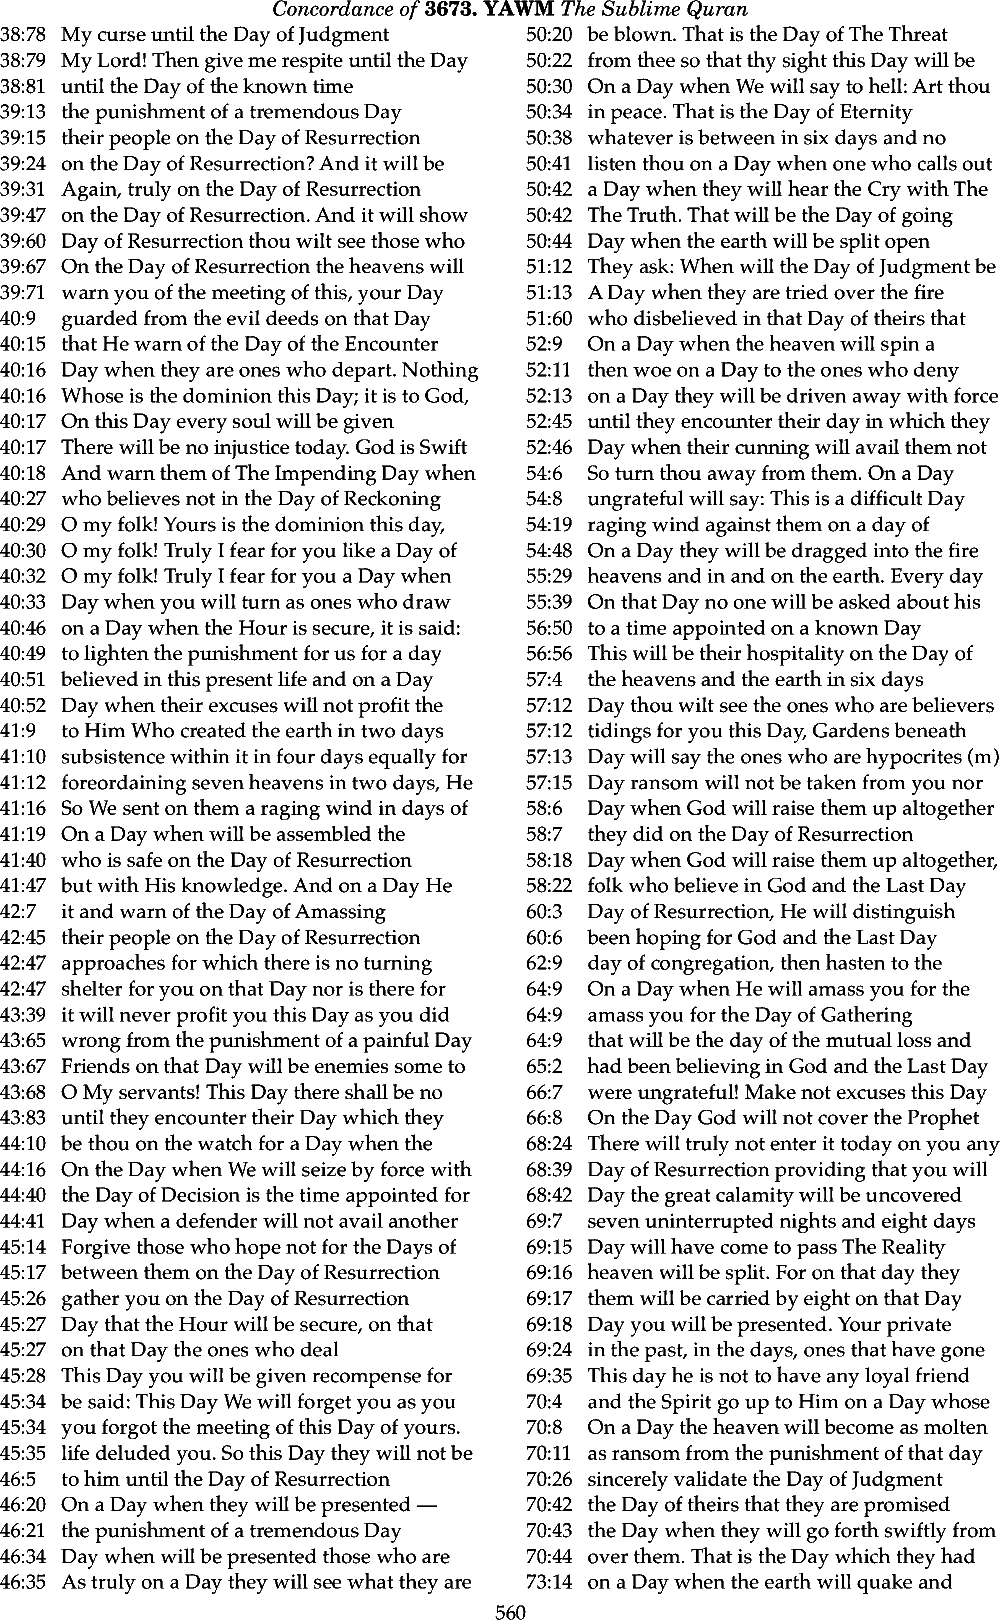 Concordance of 3673. YAWM The Sublime Quran
38:78 My curse until the Day of Judgment
38:79 My Lord! Then give me respite until the Day
38:81 until the Day of the known time
39:13 the punishment of a tremendous Day
39:15 their people on the Day of Resurrection
39:24 on the Day of Resurrection? And it will be
39:31 Again, truly on the Day of Resurrection
39:47 on the Day of Resurrection. And it will show
39:60 Day of Resurrection thou wilt see those who
39:67 On the Day of Resurrection the heavens will
39:71 warn you of the meeting of this, your Day
40:9 guarded from the evil deeds on that Day
40:15 that He warn of the Day of the Encounter
40:16 Day when they are ones who depart. Nothing
40:16 Whose is the dominion this Day; it is to God,
40:17 On this Day every soul will be given
40:17 There will be no injustice today. God is Swift
40:18 And warn them of The Impending Day when
40:27 who believes not in the Day of Reckoning
40:29 O my folk! Yours is the dominion this day,
40:30 O my folk! Truly I fear for you like a Day of
40:32 O my folk! Truly I fear for you a Day when
40:33 Day when you will turn as ones who draw
40:46 on a Day when the Hour is secure, it is said:
40:49 to lighten the punishment for us for a day
40:51 believed in this present life and on a Day
40:52 Day when their excuses will not profit the
41:9 to Him Who created the earth in two days
41:10 subsistence within it in four days equally for
41:12 foreordaining seven heavens in two days, He
41:16 So We sent on them a raging wind in days of
41:19 On a Day when will be assembled the
41:40 who is safe on the Day of Resurrection
41:47 but with His knowledge. And on a Day He
42:7 it and warn of the Day of Amassing
42:45 their people on the Day of Resurrection
42:47 approaches for which there is no turning
42:47 shelter for you on that Day nor is there for
43:39 it will never profit you this Day as you did
43:65 wrong from the punishment of a painful Day
43:67 Friends on that Day will be enemies some to
43:68 O My servants! This Day there shall be no
43:83 until they encounter their Day which they
44:10 be thou on the watch for a Day when the
44:16 On the Day when We will seize by force with
44:40 the Day of Decision is the time appointed for
44:41 Day when a defender will not avail another
45:14 Forgive those who hope not for the Days of
45:17 between them on the Day of Resurrection
45:26 gather you on the Day of Resurrection
45:27 Day that the Hour will be secure, on that
45:27 on that Day the ones who deal
45:28 This Day you will be given recompense for
45:34 be said: This Day We will forget you as you
45:34 you forgot the meeting of this Day of yours.
45:35 life deluded you. So this Day they will not be
46:5 to him until the Day of Resurrection
46:20 On a Day when they will be presented —
46:21 the punishment of a tremendous Day
46:34 Day when will be presented those who are
46:35 As truly on a Day they will see what they are
50:20 be blown. That is the Day of The Threat
50:22 from thee so that thy sight this Day will be
50:30 On a Day when We will say to hell: Art thou
50:34 in peace. That is the Day of Eternity
50:38 whatever is between in six days and no
50:41 listen thou on a Day when one who calls out
50:42 a Day when they will hear the Cry with The
50:42 The Truth. That will be the Day of going
50:44 Day when the earth will be split open
51:12 They ask: When will the Day of Judgment be
51:13 A Day when they are tried over the fire
51:60 who disbelieved in that Day of theirs that
52:9 On a Day when the heaven will spin a
52:11 then woe on a Day to the ones who deny
52:13 on a Day they will be driven away with force
52:45 until they encounter their day in which they
52:46 Day when their cunning will avail them not
54:6 So turn thou away from them. On a Day
54:8 ungrateful will say: This is a difficult Day
54:19 raging wind against them on a day of
54:48 On a Day they will be dragged into the fire
55:29 heavens and in and on the earth. Every day
55:39 On that Day no one will be asked about his
56:50 to a time appointed on a known Day
56:56 This will be their hospitality on the Day of
57:4 the heavens and the earth in six days
57:12 Day thou wilt see the ones who are believers
57:12 tidings for you this Day, Gardens beneath
57:13 Day will say the ones who are hypocrites (m)
57:15 Day ransom will not be taken from you nor
58:6 Day when God will raise them up altogether
58:7 they did on the Day of Resurrection
58:18 Day when God will raise them up altogether,
58:22 folk who believe in God and the Last Day
60:3 Day of Resurrection, He will distinguish
60:6 been hoping for God and the Last Day
62:9 day of congregation, then hasten to the
64:9 On a Day when He will amass you for the
64:9 amass you for the Day of Gathering
64:9 that will be the day of the mutual loss and
65:2 had been believing in God and the Last Day
66:7 were ungrateful! Make not excuses this Day
66:8 On the Day God will not cover the Prophet
68:24 There will truly not enter it today on you any
68:39 Day of Resurrection providing that you will
68:42 Day the great calamity will be uncovered
69:7 seven uninterrupted nights and eight days
69:15 Day will have come to pass The Reality
69:16 heaven will be split. For on that day they
69:17 them will be carried by eight on that Day
69:18 Day you will be presented. Your private
69:24 in the past, in the days, ones that have gone
69:35 This day he is not to have any loyal friend
70:4 and the Spirit go up to Him on a Day whose
70:8 On a Day the heaven will become as molten
70:11 as ransom from the punishment of that day
70:26 sincerely validate the Day of Judgment
70:42 the Day of theirs that they are promised
70:43 the Day when they will go forth swiftly from
70:44 over them. That is the Day which they had
73:14 on a Day when the earth will quake and
560